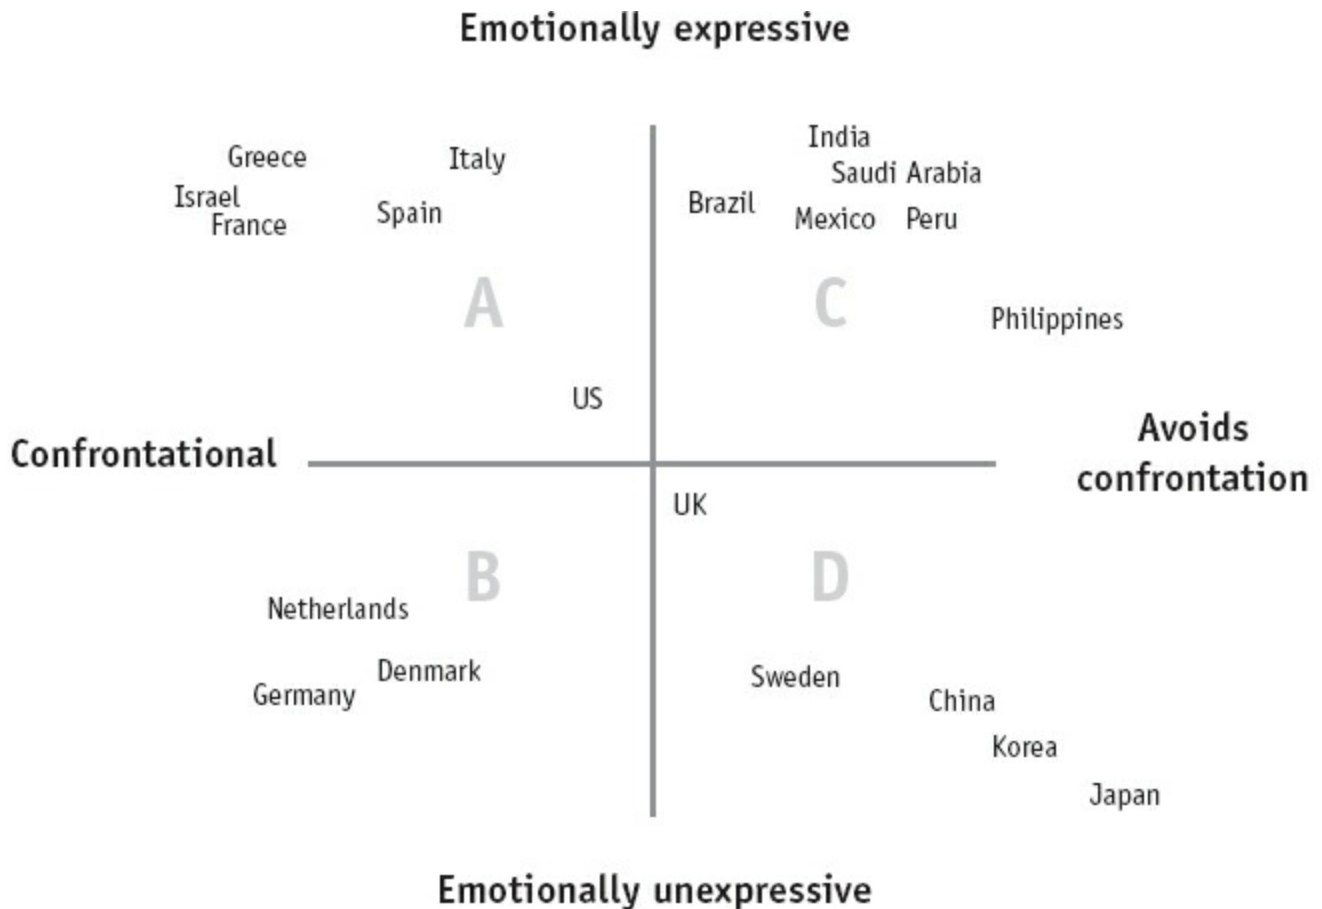 Emotionally expressive
India
Greece
Italy
Saudi Arabia
Israel
Brazil
Spain
Mexico Peru
France
A
C
Philippines
US
Avoids
confrontation
Confrontational
UK
B
D
Netherlands
Denmark
Sweden
Germany
China
Korea
Japan
Emotionally unexpressive